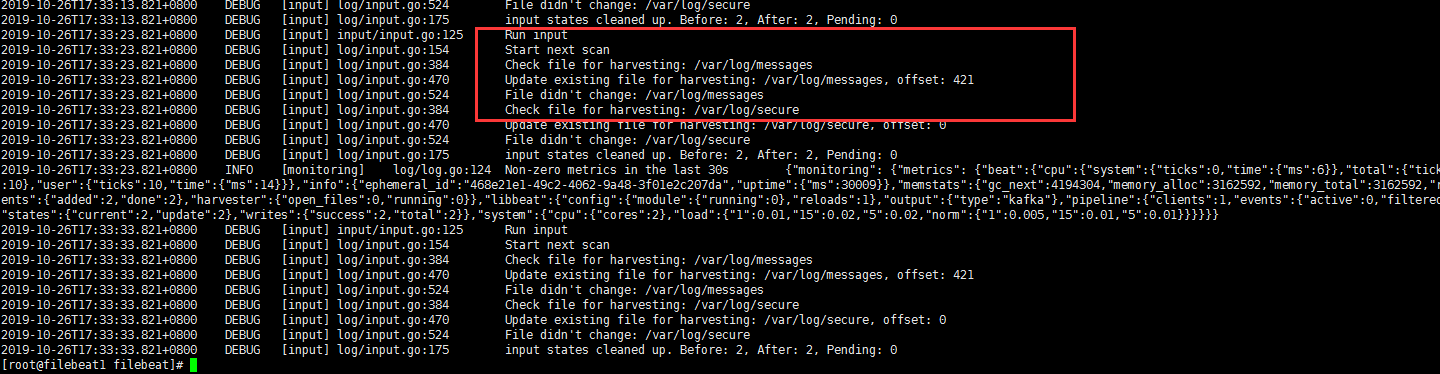 2019-10-26T17:33:13.821+0800 DEBUG [input] log/input.go:524 File didn't change: /var/log/secure
2019-10-26T17:33:13.821+0800 DEBUG [input] log/input.go:175 input states cleaned up. Before: 2, After: 2, Pending: 0
2019-10-26T17:33:23.821+0800 DEBUG [input] input/input.go:125 Run input
2019-10-26T17:33:23.821+0800 DEBUG [input] log/input.go:154 Start next scan
2019-10-26T17:33:23.821+0800 DEBUG [input] log/input.go:384 Check file for harvesting: /var/log/messages
2019-10-26T17:33:23.821+0800 DEBUG [input] log/input.go:470 Update existing file for harvesting: /var/log/messages, offset: 421
2019-10-26T17:33:23.821+0800 DEBUG [input] log/input.go:524 File didn't change: /var/log/messages
2019-10-26T17:33:23.821+0800 DEBUG [input] log/input.go:384 Check file for harvesting: /var/log/secure
2019-10-26T17:33:23.821+0800 DEBUG [input] log/input.go:470 Update existing file for harvesting: /var/log/secure, offset: 0
2019-10-26T17:33:23.821+0800 DEBUG [input] log/input.go:524 File didn't change: /var/log/secure
2019-10-26T17:33:23.821+0800 DEBUG [input] log/input.go:175 input states cleaned up. Before: 2, After: 2, Pending: 0
2019-10-26T17:33:23.821+0800 INFO [monitoring] log/log.go:124 Non-zero metrics in the last 30s {"monitoring": {"metrics": {"beat":{"cpu":{"system":{"ticks":0,"time":{"ms":6}},"total":{"tick
:10},"user":{"ticks":10,"time":{"ms":14}}},"info":{"ephemeral_id":"468e21e1-49c2-4062-9a48-3f01e2c207da","uptime":{"ms":30009}},"memstats":{"gc_next":4194304,"memory_alloc":3162592,"memory_total":3162592,"r
ents":{"added":2,"done":2},"harvester":{"open_files":0,"running":0}},"libbeat":{"config":{"module":{"running":0},"reloads":1},"output":{"type":"kafka"},"pipeline":{"clients":1,"events":{"active":0,"filtered
"states":{"current":2,"update":2},"writes":{"success":2,"total":2}},"system":{"cpu":{"cores":2},"load":{"1":0.01,"15":0.02,"5":0.02,"norm":{"1":0.005,"15":0.01,"5":0.01}}}}}}
2019-10-26T17:33:33.821+0800 DEBUG [input] input/input.go:125 Run input
2019-10-26T17:33:33.821+0800 DEBUG [input] log/input.go:154 Start next scan
2019-10-26T17:33:33.821+0800 DEBUG [input] log/input.go:384 Check file for harvesting: /var/log/messages
2019-10-26T17:33:33.821+0800 DEBUG [input] log/input.go:470 Update existing file for harvesting: /var/log/messages, offset: 421
2019-10-26T17:33:33.821+0800 DEBUG [input] log/input.go:524 File didn't change: /var/log/messages
2019-10-26T17:33:33.821+0800 DEBUG [input] log/input.go:384 Check file for harvesting: /var/log/secure
2019-10-26T17:33:33.821+0800 DEBUG [input] log/input.go:470 Update existing file for harvesting: /var/log/secure, offset: 0
2019-10-26T17:33:33.821+0800 DEBUG [input] log/input.go:524 File didn't change: /var/log/secure
2019-10-26T17:33:33.821+0800 DEBUG [input] log/input.go:175 input states cleaned up. Before: 2, After: 2, Pending: 0
[root@filebeat1 filebeat]#